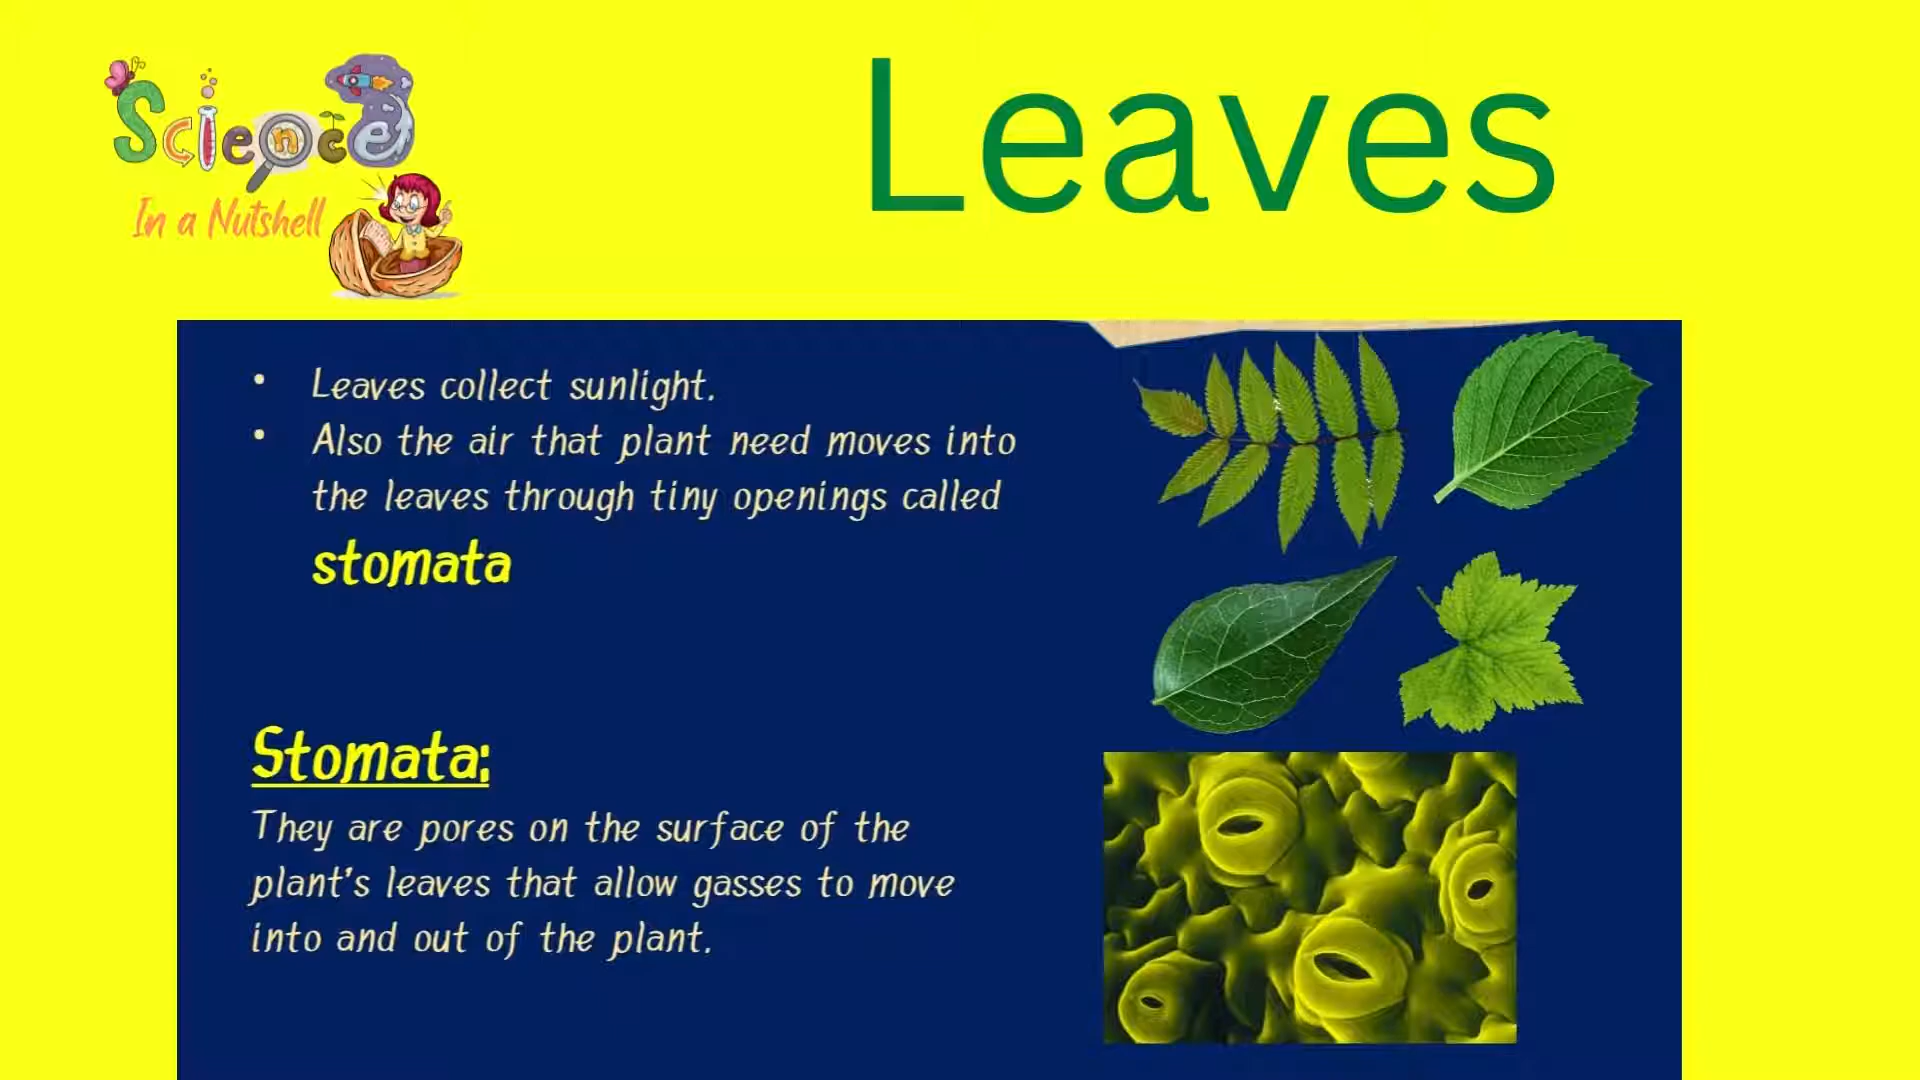 Science
In a Nutshell
Leaves
• Leaves collect sunlight.
• Also the air that plant need moves into
the leaves through tiny openings called
stomata
Stomata:
They are pores on the surface of the
plant's leaves that allow gasses to move
into and out of the plant.